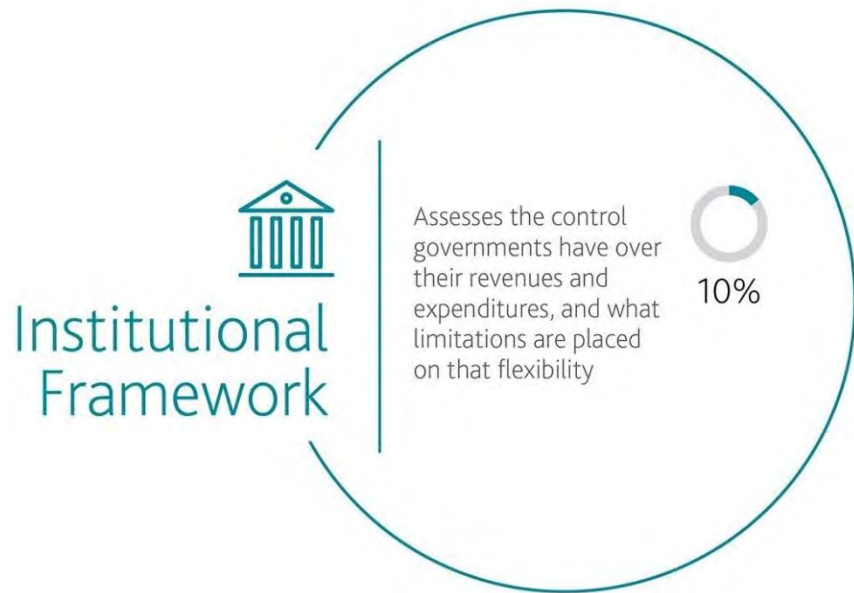 Institutional
Framework
Assesses the control
governments have over
their revenues and
expenditures, and what
limitations are placed
on that flexibility
10%